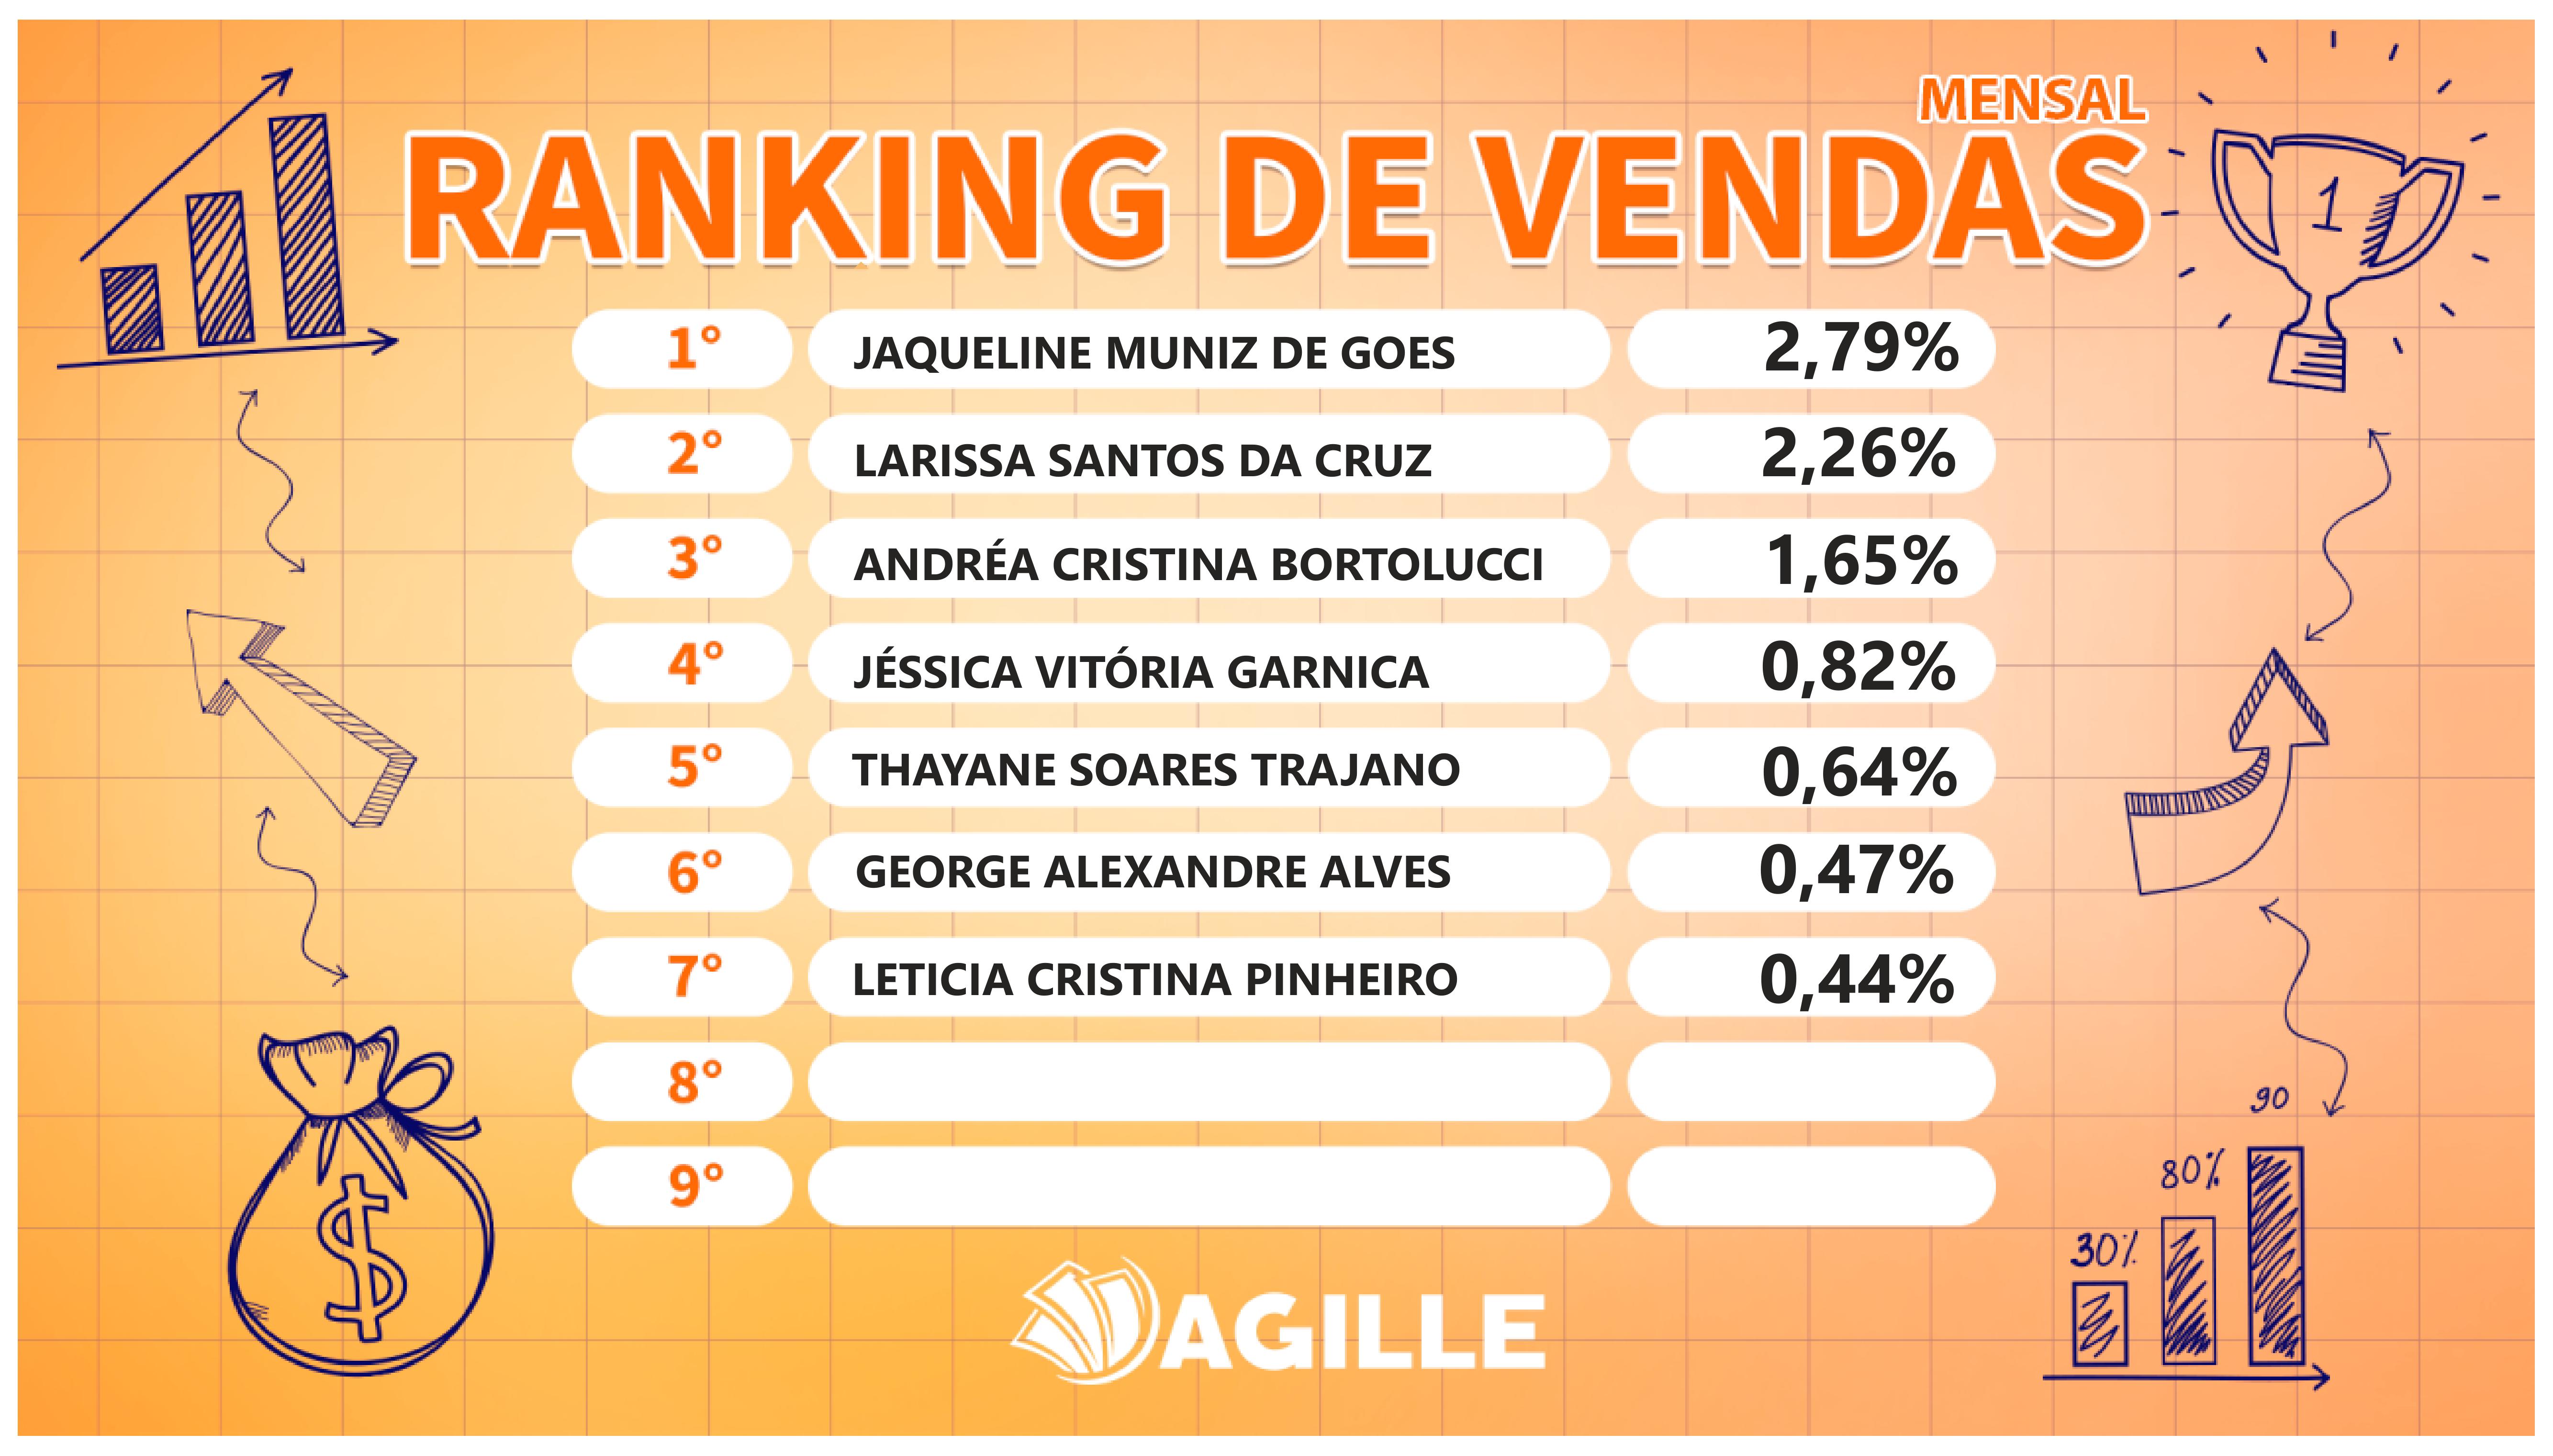 MENSAL
RANKING DE VENDAS
1
1° JAQUELINE MUNIZ DE GOES 2,79%
2° LARISSA SANTOS DA CRUZ 2,26%
3° ANDRÉA CRISTINA BORTOLUCCI 1,65%
4° JÉSSICA VITÓRIA GARNICA 0,82%
5° THAYANE SOARES TRAJANO 0,64%
6° GEORGE ALEXANDRE ALVES 0,47%
7° LETICIA CRISTINA PINHEIRO 0,44%
8°
9°
90
80%
30%
$
AGILLE